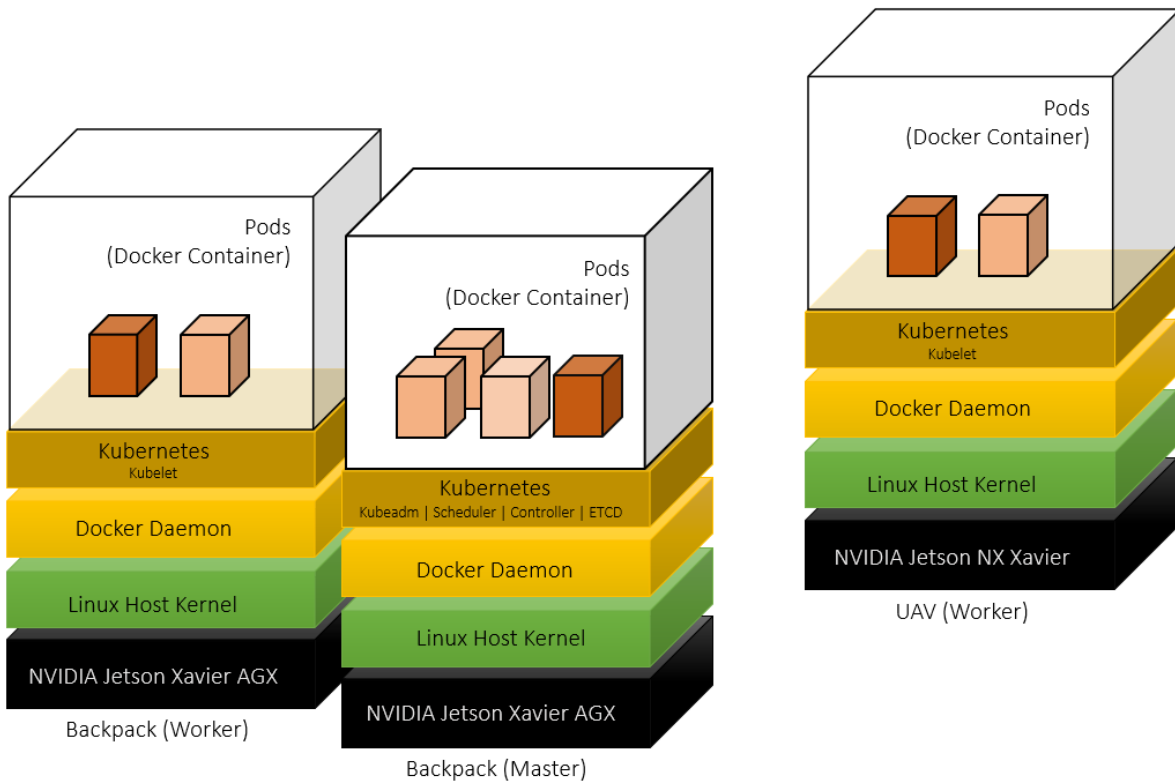 Pods
(Docker Container)
Kubernetes
Kubelet
Docker Daemon
Linux Host Kernel
NVIDIA Jetson Xavier AGX
Backpack (Worker)
Pods
(Docker Container)
Kubernetes
Kubeadm | Scheduler | Controller | ETCD
Docker Daemon
Linux Host Kernel
NVIDIA Jetson Xavier AGX
Backpack (Master)
Pods
(Docker Container)
Kubernetes
Kubelet
Docker Daemon
Linux Host Kernel
NVIDIA Jetson NX Xavier
UAV (Worker)